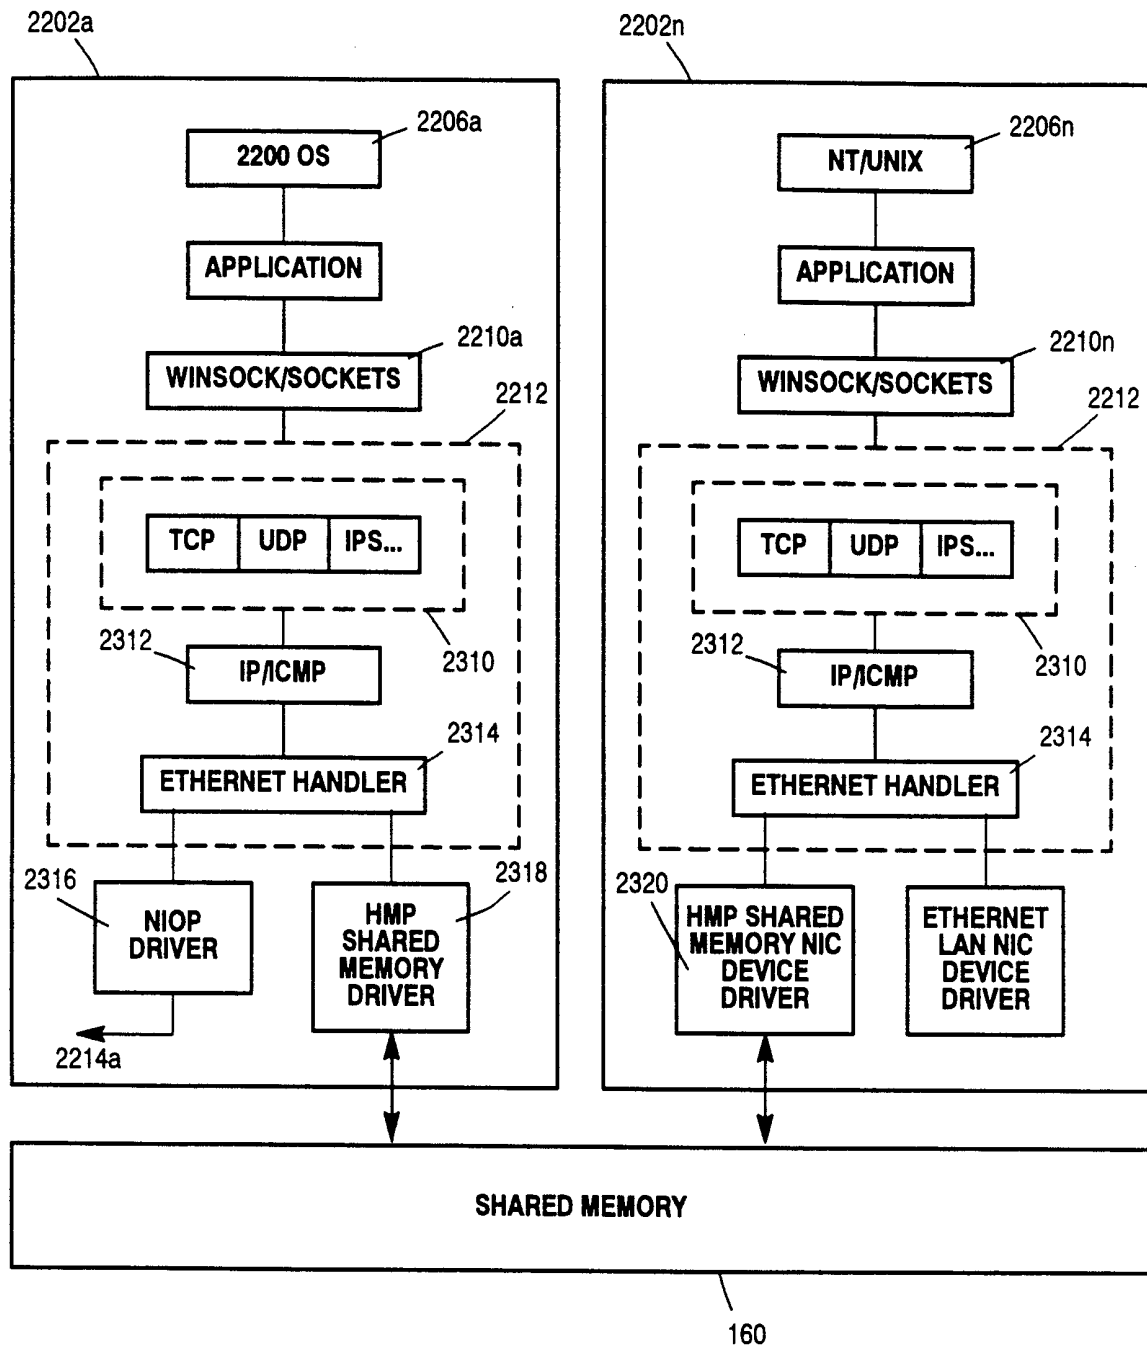 2202a
2202n
2206a
2200 OS
2206n
NT/UNIX
APPLICATION
APPLICATION
2210a
WINSOCK/SOCKETS
2210n
WINSOCK/SOCKETS
2212
2212
TCP UDP IPS...
TCP UDP IPS...
2312
2310
IP/ICMP
2312
2310
IP/ICMP
2314
ETHERNET HANDLER
2314
ETHERNET HANDLER
2316
NIOP
DRIVER
2318
HMP
SHARED
MEMORY
DRIVER
2214a
2320
HMP SHARED
MEMORY NIC
DEVICE
DRIVER
ETHERNET
LAN NIC
DEVICE
DRIVER
SHARED MEMORY
160